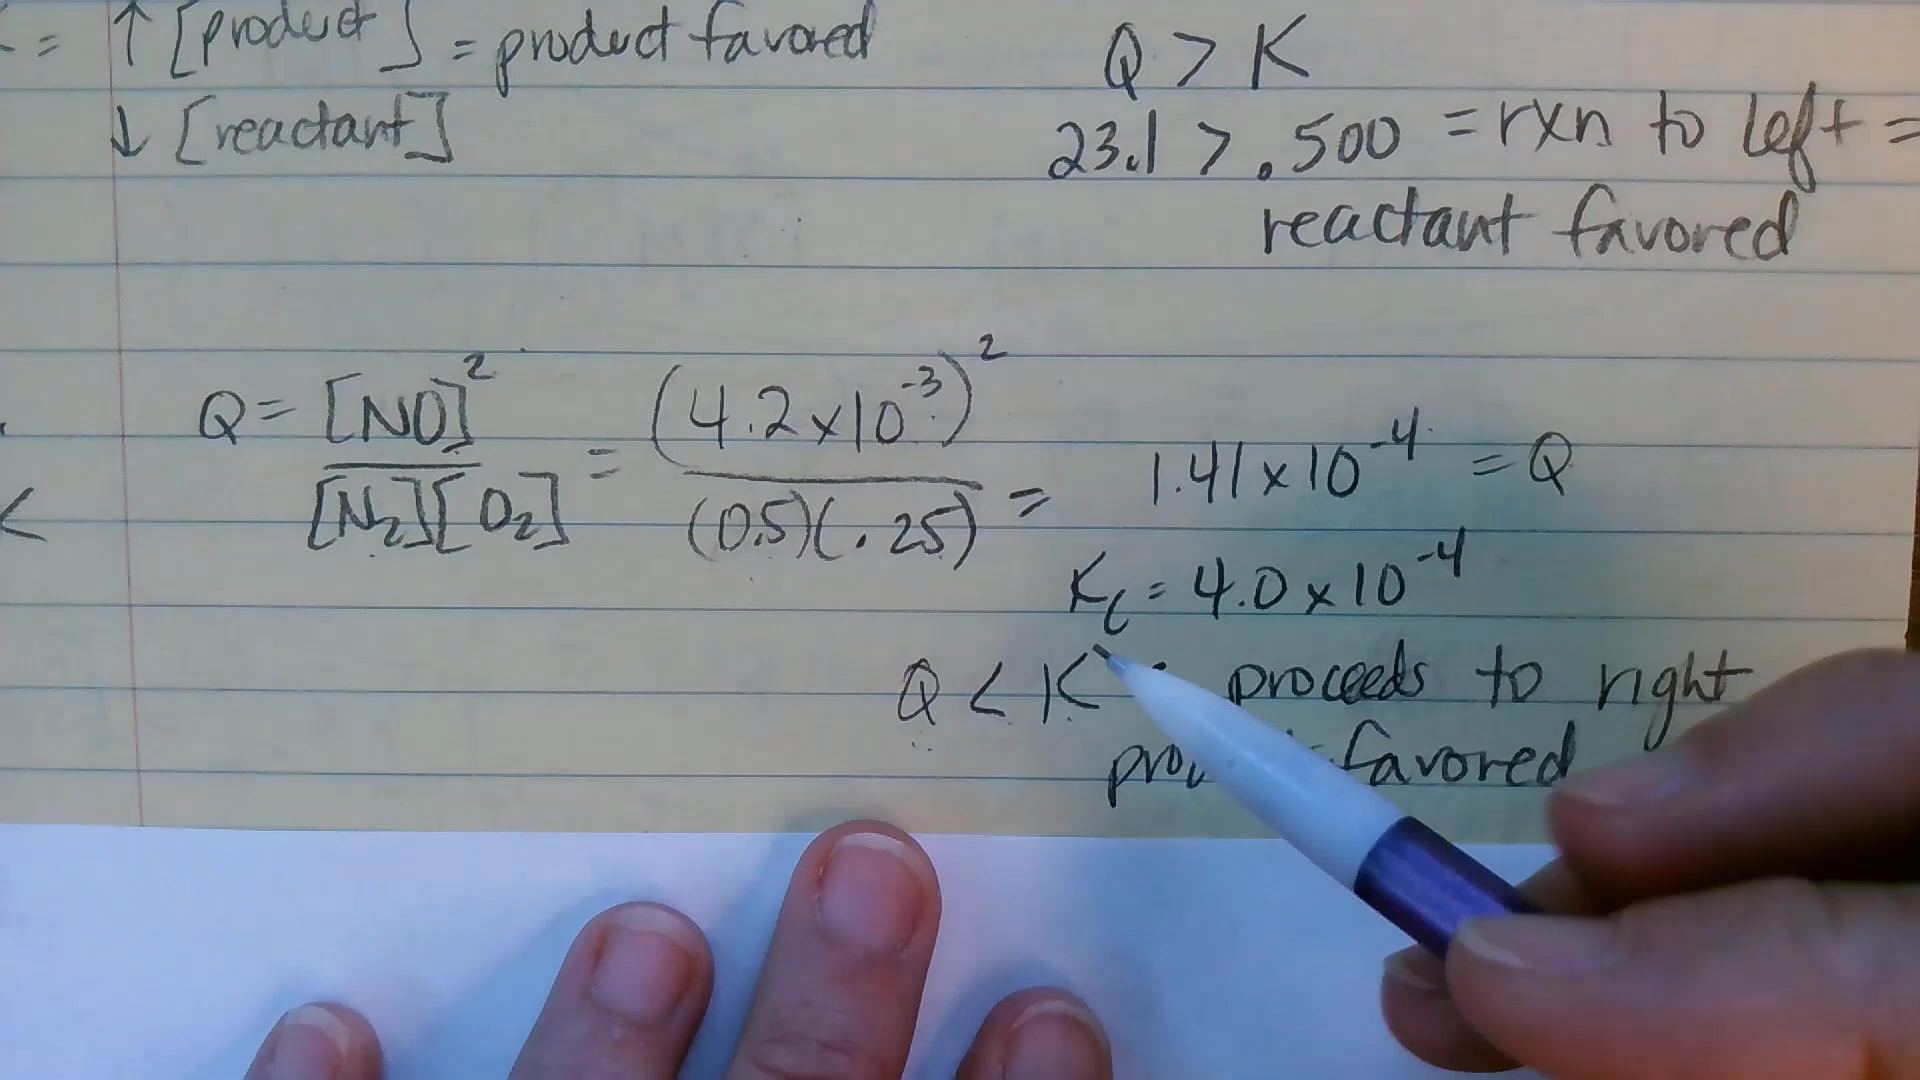 = ↑ [product] = product favored
↓ [reactant]
Q > K
23.1 > .500 = rxn to left =
reactant favored
Q = [NO]² / [N₂][O₂] = (4.2 x 10⁻³)² / (0.5)(.25) = 1.41 x 10⁻⁴ = Q
<
Kc = 4.0 x 10⁻⁴
Q < K proceeds to right
favored